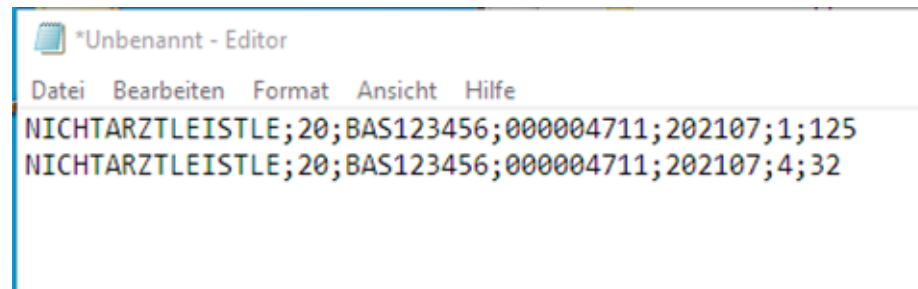 *Unbenannt - Editor
Datei Bearbeiten Format Ansicht Hilfe
NICHTARZTLEISTLE;20;BAS123456;000004711;202107;1;125
NICHTARZTLEISTLE;20;BAS123456;000004711;202107;4;32